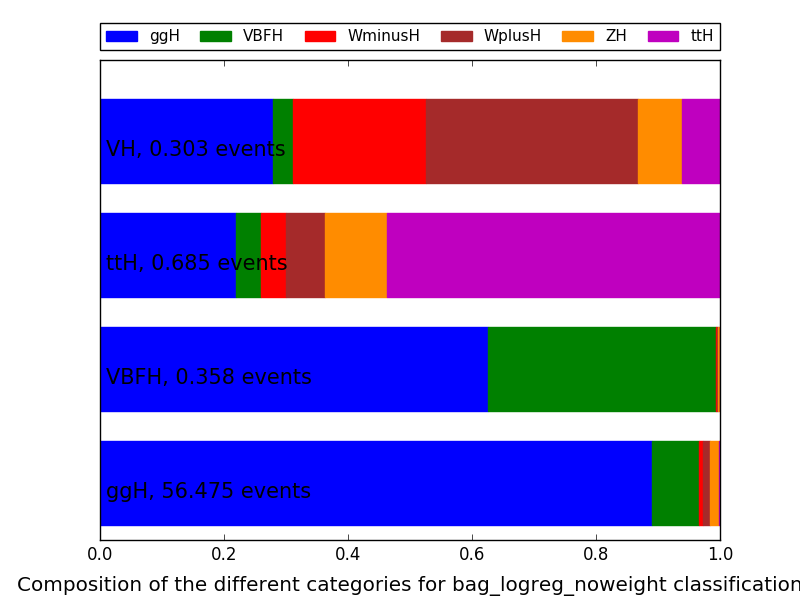 ggH VBFH WminusH WplusH ZH ttH
VH, 0.303 events
ttH, 0.685 events
VBFH, 0.358 events
ggH, 56.475 events
0.0 0.2 0.4 0.6 0.8 1.0
Composition of the different categories for bag_logreg_noweight classification